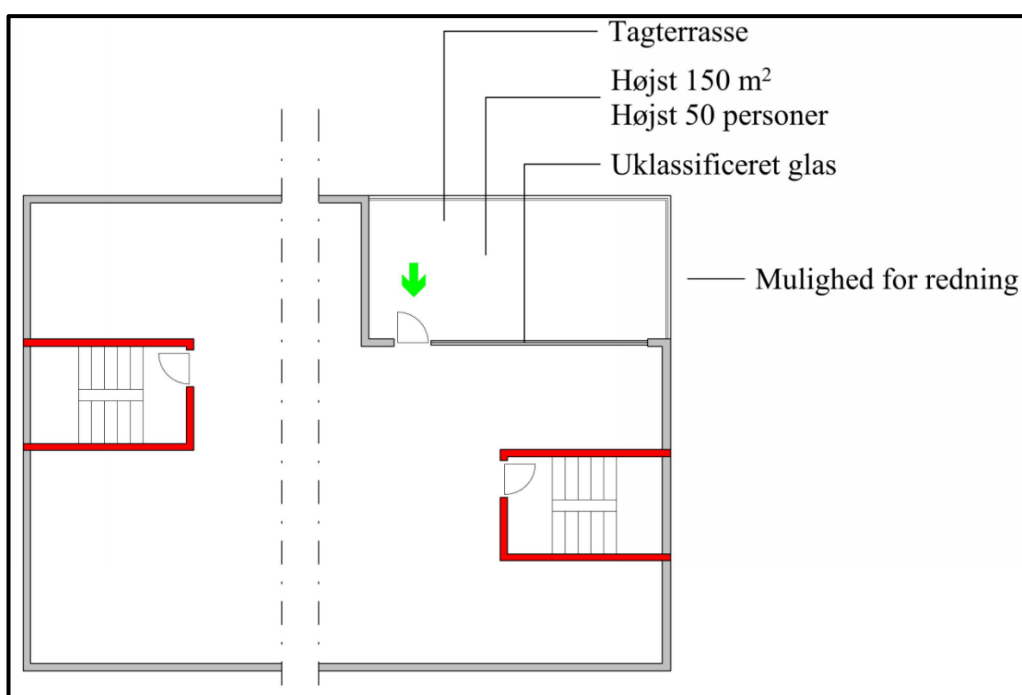 Tagterrasse
Højst 150 m²
Højst 50 personer
Uklassificeret glas
Mulighed for redning